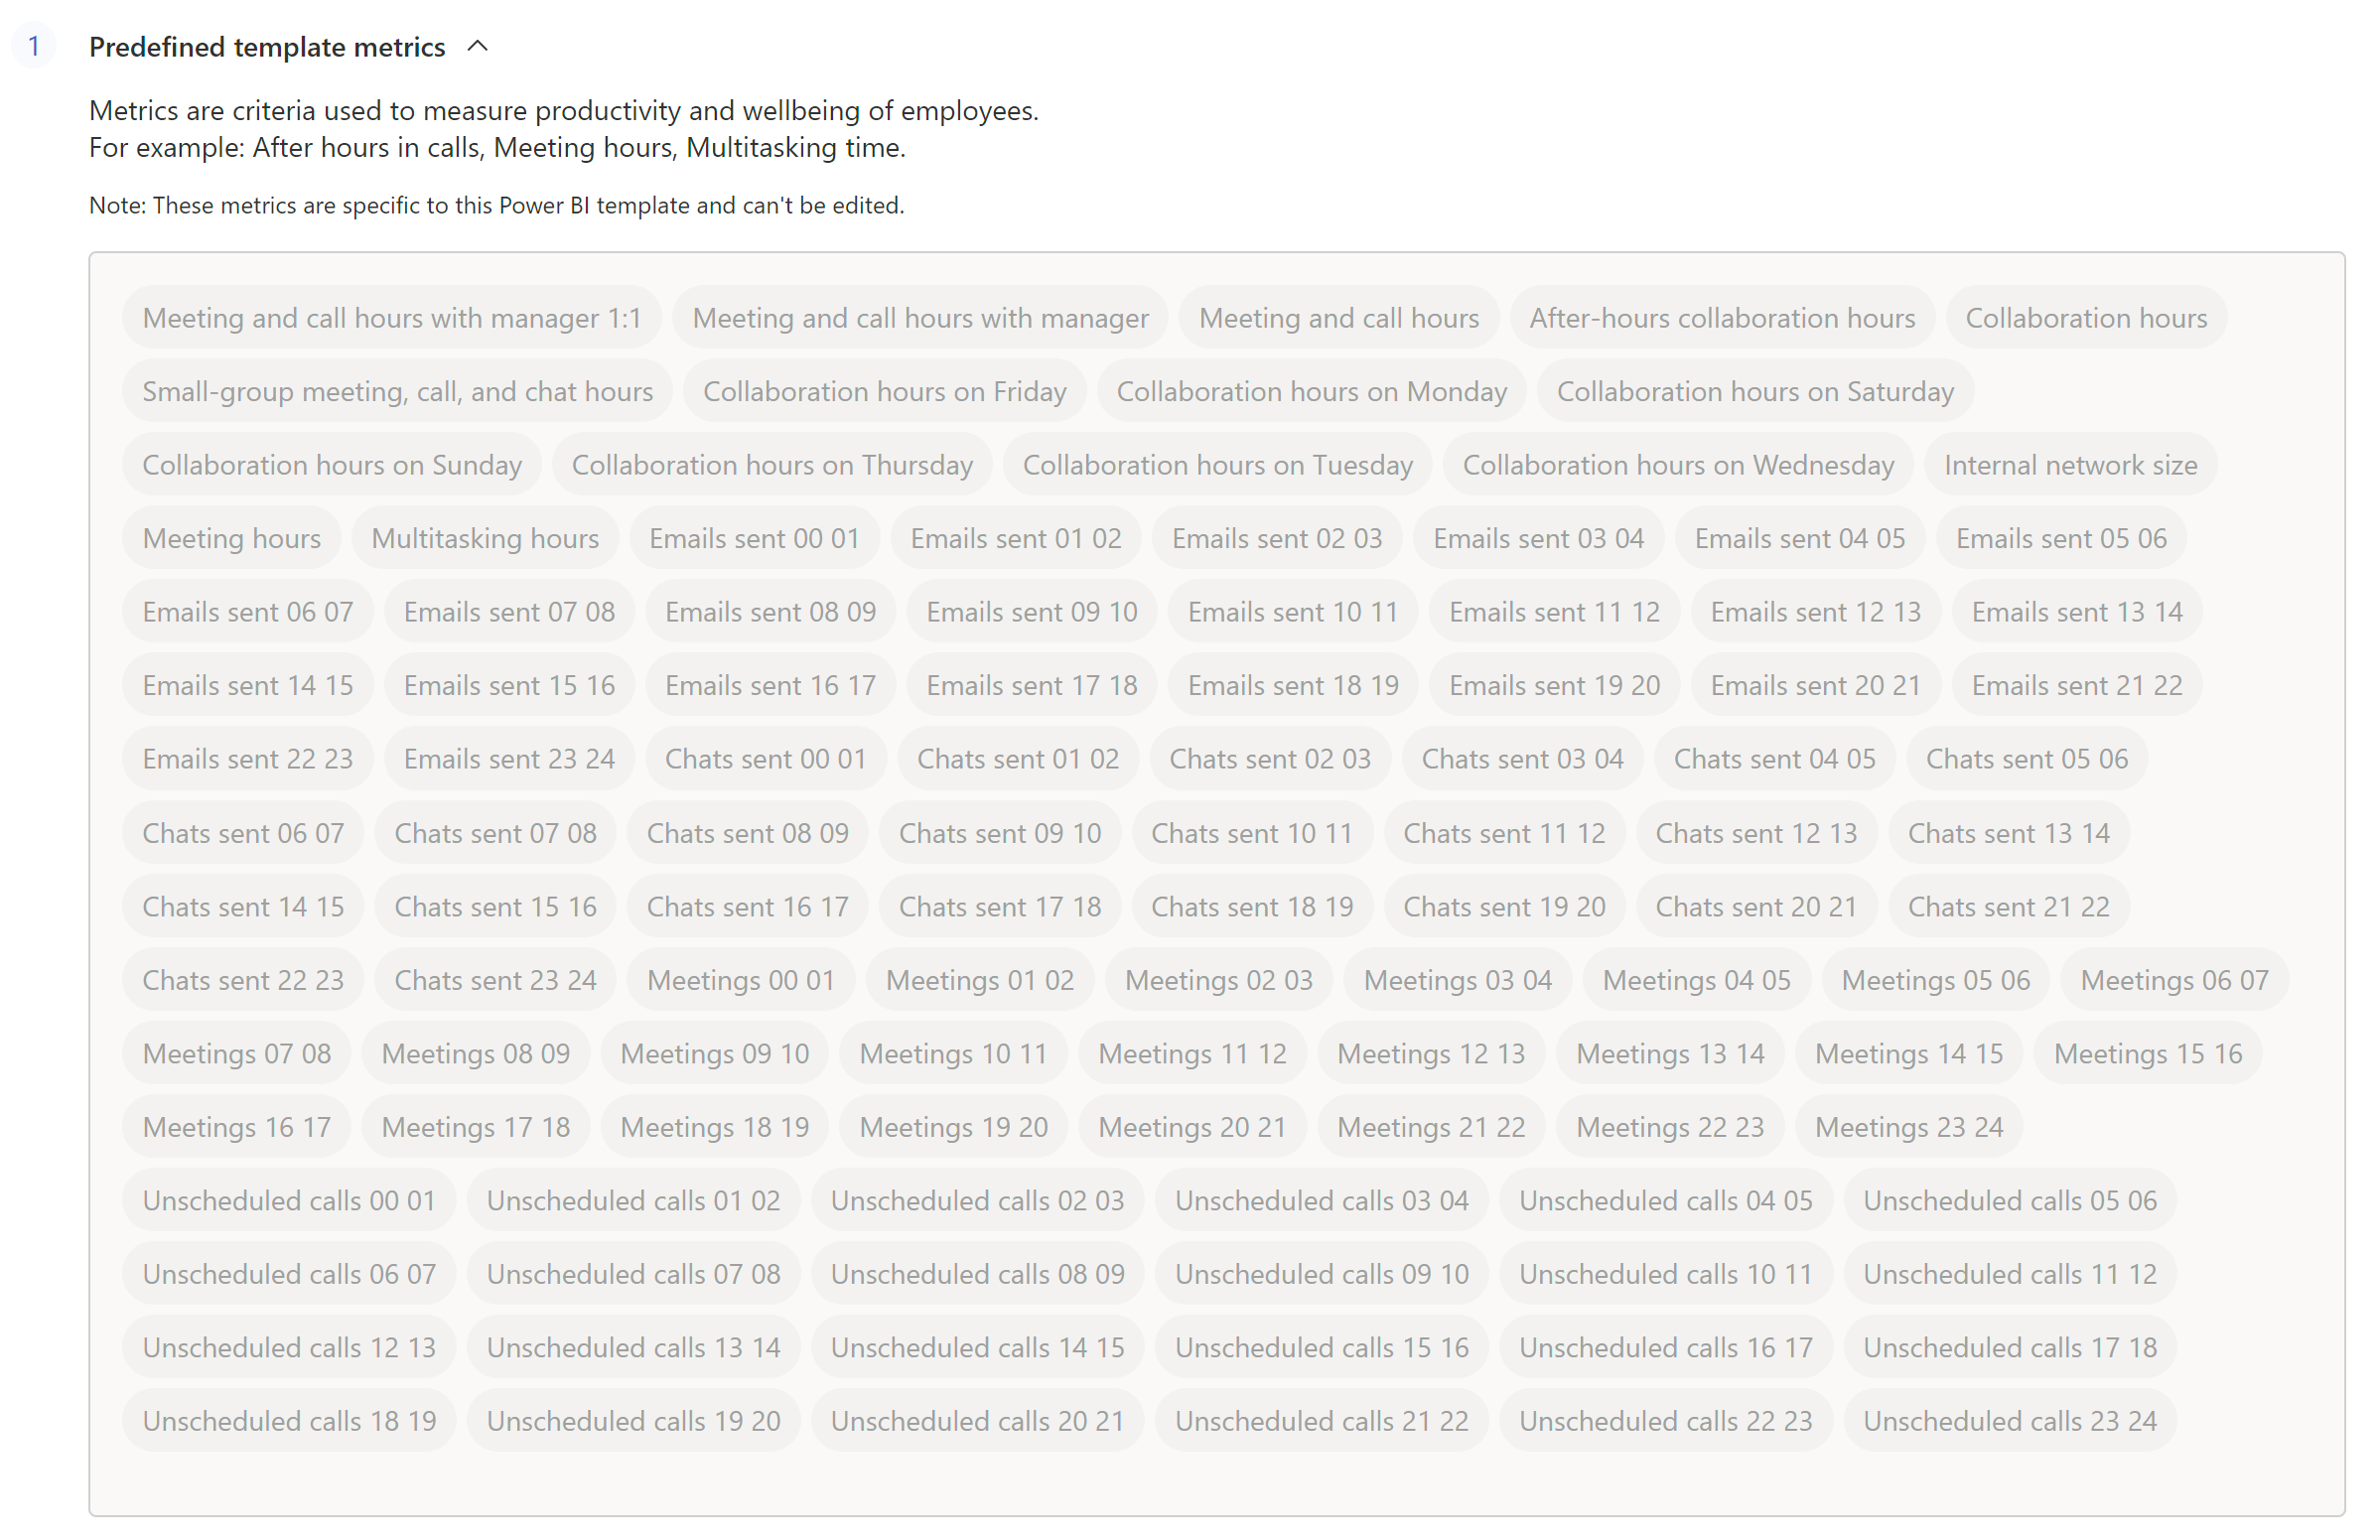 1 Predefined template metrics
Metrics are criteria used to measure productivity and wellbeing of employees.
For example: After hours in calls, Meeting hours, Multitasking time.
Note: These metrics are specific to this Power BI template and can't be edited.
Meeting and call hours with manager 1:1 Meeting and call hours with manager Meeting and call hours After-hours collaboration hours Collaboration hours
Small-group meeting, call, and chat hours Collaboration hours on Friday Collaboration hours on Monday Collaboration hours on Saturday
Collaboration hours on Sunday Collaboration hours on Thursday Collaboration hours on Tuesday Collaboration hours on Wednesday Internal network size
Meeting hours Multitasking hours Emails sent 00 01 Emails sent 01 02 Emails sent 02 03 Emails sent 03 04 Emails sent 04 05 Emails sent 05 06
Emails sent 06 07 Emails sent 07 08 Emails sent 08 09 Emails sent 09 10 Emails sent 10 11 Emails sent 11 12 Emails sent 12 13 Emails sent 13 14
Emails sent 14 15 Emails sent 15 16 Emails sent 16 17 Emails sent 17 18 Emails sent 18 19 Emails sent 19 20 Emails sent 20 21 Emails sent 21 22
Emails sent 22 23 Emails sent 23 24 Chats sent 00 01 Chats sent 01 02 Chats sent 02 03 Chats sent 03 04 Chats sent 04 05 Chats sent 05 06
Chats sent 06 07 Chats sent 07 08 Chats sent 08 09 Chats sent 09 10 Chats sent 10 11 Chats sent 11 12 Chats sent 12 13 Chats sent 13 14
Chats sent 14 15 Chats sent 15 16 Chats sent 16 17 Chats sent 17 18 Chats sent 18 19 Chats sent 19 20 Chats sent 20 21 Chats sent 21 22
Chats sent 22 23 Chats sent 23 24 Meetings 00 01 Meetings 01 02 Meetings 02 03 Meetings 03 04 Meetings 04 05 Meetings 05 06 Meetings 06 07
Meetings 07 08 Meetings 08 09 Meetings 09 10 Meetings 10 11 Meetings 11 12 Meetings 12 13 Meetings 13 14 Meetings 14 15 Meetings 15 16
Meetings 16 17 Meetings 17 18 Meetings 18 19 Meetings 19 20 Meetings 20 21 Meetings 21 22 Meetings 22 23 Meetings 23 24
Unscheduled calls 00 01 Unscheduled calls 01 02 Unscheduled calls 02 03 Unscheduled calls 03 04 Unscheduled calls 04 05 Unscheduled calls 05 06
Unscheduled calls 06 07 Unscheduled calls 07 08 Unscheduled calls 08 09 Unscheduled calls 09 10 Unscheduled calls 10 11 Unscheduled calls 11 12
Unscheduled calls 12 13 Unscheduled calls 13 14 Unscheduled calls 14 15 Unscheduled calls 15 16 Unscheduled calls 16 17 Unscheduled calls 17 18
Unscheduled calls 18 19 Unscheduled calls 19 20 Unscheduled calls 20 21 Unscheduled calls 21 22 Unscheduled calls 22 23 Unscheduled calls 23 24